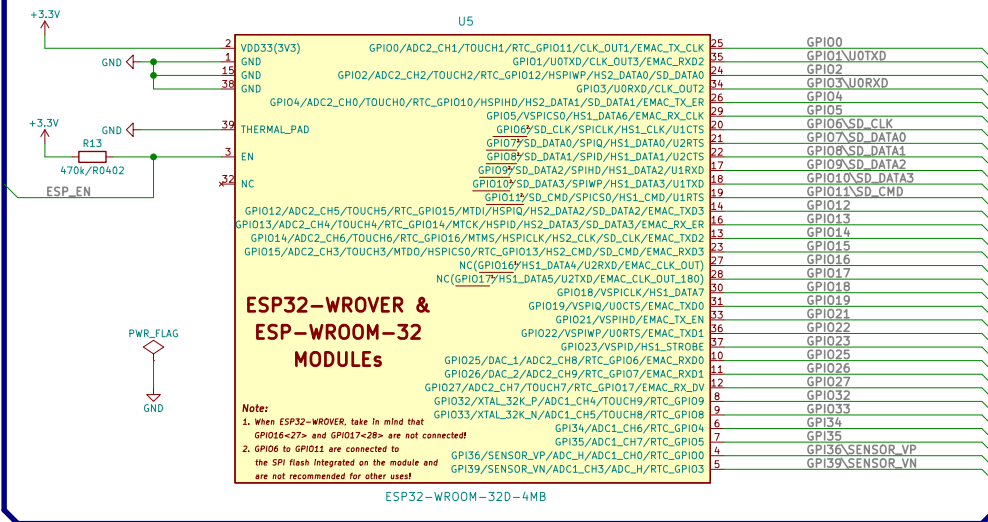 U5
+3.3V
2 VDD33(3V3)
GND 1 GND
15 GND
38 GND
GND 39 THERMAL_PAD
+3.3V
R13
470k/R0402
3 EN
ESP_EN
32 NC
GPIO0/ADC2_CH1/TOUCH1/RTC_GPIO11/CLK_OUT1/EMAC_TX_CLK 25 GPIO0
GPIO1/U0TXD/CLK_OUT3/EMAC_RXD2 35 GPIO1\U0TXD
GPIO2/ADC2_CH2/TOUCH2/RTC_GPIO12/HSPIWP/HS2_DATA0/SD_DATA0 24 GPIO2
GPIO3/U0RXD/CLK_OUT2 34 GPIO3\U0RXD
GPIO4/ADC2_CH0/TOUCH0/RTC_GPIO10/HSPIHD/HS2_DATA1/SD_DATA1/EMAC_TX_ER 26 GPIO4
GPIO5/VSPICS0/HS1_DATA6/EMAC_RX_CLK 29 GPIO5
GPIO6/SD_CLK/SPICLK/HS1_CLK/U1CTS 20 GPIO6\SD_CLK
GPIO7/SD_DATA0/SPIQ/HS1_DATA0/U2RTS 21 GPIO7\SD_DATA0
GPIO8/SD_DATA1/SPID/HS1_DATA1/U2CTS 22 GPIO8\SD_DATA1
GPIO9/SD_DATA2/SPIHD/HS1_DATA2/U1RXD 17 GPIO9\SD_DATA2
GPIO10/SD_DATA3/SPIWP/HS1_DATA3/U1TXD 18 GPIO10\SD_DATA3
GPIO11/SD_CMD/SPICS0/HS1_CMD/U1RTS 19 GPIO11\SD_CMD
GPIO12/ADC2_CH5/TOUCH5/RTC_GPIO15/MTDI/HSPIQ/HS2_DATA2/SD_DATA2/EMAC_TXD3 14 GPIO12
GPIO13/ADC2_CH4/TOUCH4/RTC_GPIO14/MTCK/HSPID/HS2_DATA3/SD_DATA3/EMAC_RX_ER 16 GPIO13
GPIO14/ADC2_CH6/TOUCH6/RTC_GPIO16/MTMS/HSPICLK/HS2_CLK/SD_CLK/EMAC_TXD2 13 GPIO14
GPIO15/ADC2_CH3/TOUCH3/MTDO/HSPICS0/RTC_GPIO13/HS2_CMD/SD_CMD/EMAC_RXD3 23 GPIO15
NC(GPIO16/HS1_DATA4/U2RXD/EMAC_CLK_OUT) 27 GPIO16
NC(GPIO17/HS1_DATA5/U2TXD/EMAC_CLK_OUT_180) 28 GPIO17
GPIO18/VSPICLK/HS1_DATA7 30 GPIO18
GPIO19/VSPIQ/U0CTS/EMAC_TXD0 31 GPIO19
GPIO21/VSPIHD/EMAC_TX_EN 33 GPIO21
GPIO22/VSPIWP/U0RTS/EMAC_TXD1 36 GPIO22
GPIO23/VSPID/HS1_STROBE 37 GPIO23
GPIO25/DAC_1/ADC2_CH8/RTC_GPIO6/EMAC_RXD0 10 GPIO25
GPIO26/DAC_2/ADC2_CH9/RTC_GPIO7/EMAC_RXD1 11 GPIO26
GPIO27/ADC2_CH7/TOUCH7/RTC_GPIO17/EMAC_RX_DV 12 GPIO27
GPIO32/XTAL_32K_P/ADC1_CH4/TOUCH9/RTC_GPIO9 8 GPIO32
GPIO33/XTAL_32K_N/ADC1_CH5/TOUCH8/RTC_GPIO8 9 GPIO33
GPI34/ADC1_CH6/RTC_GPIO4 6 GPI34
GPI35/ADC1_CH7/RTC_GPIO5 7 GPI35
GPI36/SENSOR_VP/ADC_H/ADC1_CH0/RTC_GPIO0 4 GPI36\SENSOR_VP
GPI39/SENSOR_VN/ADC1_CH3/ADC_H/RTC_GPIO3 5 GPI39\SENSOR_VN
ESP32-WROVER &
ESP-WROOM-32
MODULEs
PWR_FLAG
GND
Note:
1. When ESP32-WROVER, take in mind that
GPIO16<27> and GPIO17<28> are not connected!
2. GPIO6 to GPIO11 are connected to
the SPI flash integrated on the module and
are not recommended for other uses!
ESP32-WROOM-32D-4MB